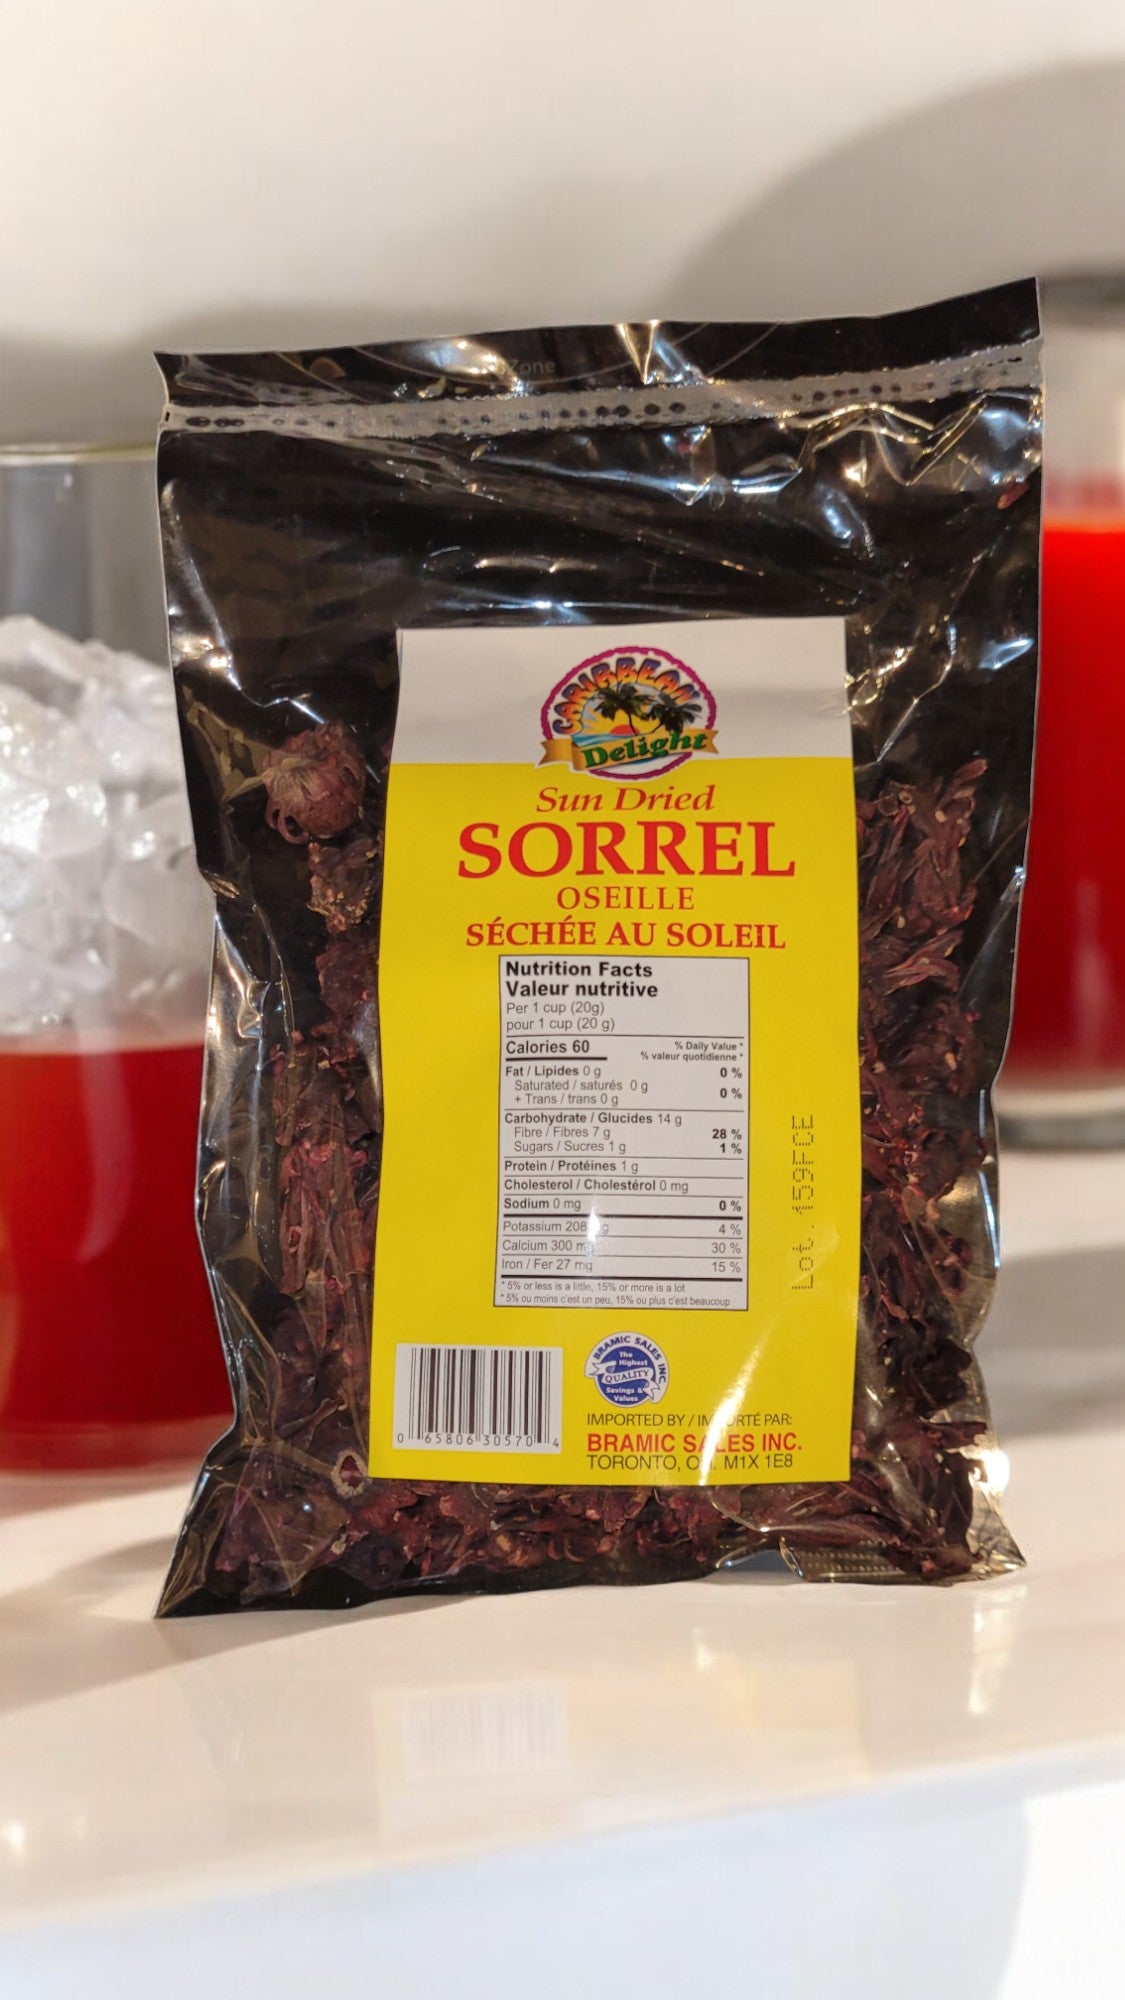 CARIBBEAN
Delight
Sun Dried
SORREL
OSEILLE
SÉCHÉE AU SOLEIL
Nutrition Facts
Valeur nutritive
Per 1 cup (20g)
pour 1 cup (20 g)
Calories 60
% Daily Value *
% valeur quotidienne *
Fat / Lipides 0 g 0 %
Saturated / saturés 0 g
+ Trans / trans 0 g 0 %
Carbohydrate / Glucides 14 g
Fibre / Fibres 7 g 28 %
Sugars / Sucres 1 g 1 %
Protein / Protéines 1 g
Cholesterol / Cholestérol 0 mg
Sodium 0 mg 0 %
Potassium 208 4 %
Calcium 300 30 %
Iron / Fer 27 mg 15 %
* 5% or less is a little, 15% or more is a lot
* 5% ou moins c'est un peu, 15% ou plus c'est beaucoup
Lot. 159FCE
BRAMIC SALES INC.
The
Highest
QUALITY
Savings &
Values
0 65806 30570 4
IMPORTED BY / IMPORTÉ PAR:
BRAMIC SALES INC.
TORONTO, M1X 1E8